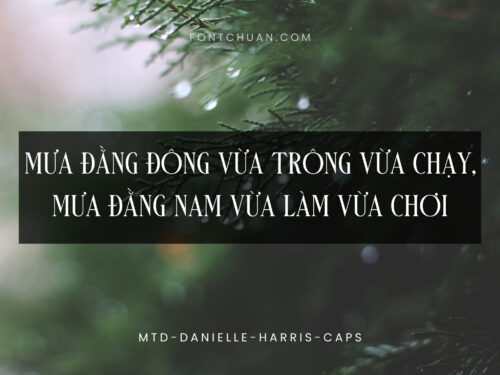 FONTCHUAN.COM
MƯA ĐẰNG ĐÔNG VỪA TRÔNG VỪA CHẠY,
MƯA ĐẰNG NAM VỪA LÀM VỪA CHƠI
MTD-DANIELLE-HARRIS-CAPS